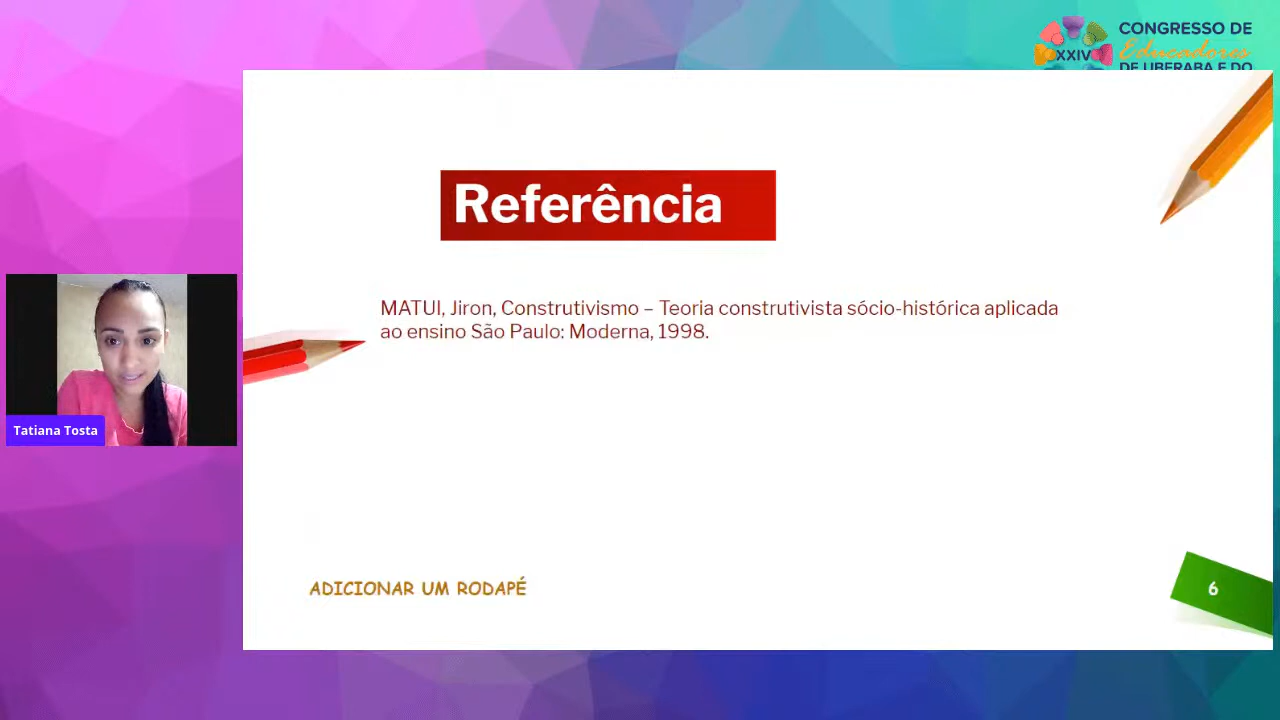 CONGRESSO DE
Educadores
DE UBERABA E DO
XXIV
Referência
MATUI, Jiron, Construtivismo – Teoria construtivista sócio-histórica aplicada
ao ensino São Paulo: Moderna, 1998.
Tatiana Tosta
ADICIONAR UM RODAPÉ
6